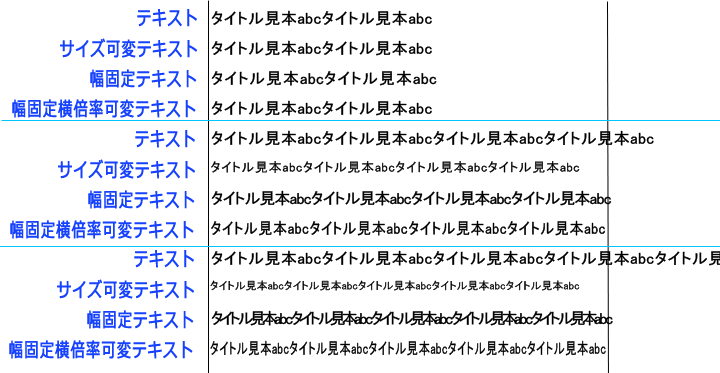 テキスト タイトル見本abcタイトル見本abc
サイズ可変テキスト タイトル見本abcタイトル見本abc
幅固定テキスト タイトル見本abcタイトル見本abc
幅固定横倍率可変テキスト タイトル見本abcタイトル見本abc
テキスト タイトル見本abcタイトル見本abcタイトル見本abcタイトル見本abc
サイズ可変テキスト タイトル見本abcタイトル見本abcタイトル見本abcタイトル見本abc
幅固定テキスト タイトル見本abcタイトル見本abcタイトル見本abcタイトル見本abc
幅固定横倍率可変テキスト タイトル見本abcタイトル見本abcタイトル見本abcタイトル見本abc
テキスト タイトル見本abcタイトル見本abcタイトル見本abcタイトル見本abcタイトル見
サイズ可変テキスト タイトル見本abcタイトル見本abcタイトル見本abcタイトル見本abcタイトル見本abc
幅固定テキスト タイトル見本abcタイトル見本abcタイトル見本abcタイトル見本abcタイトル見本abc
幅固定横倍率可変テキスト タイトル見本abcタイトル見本abcタイトル見本abcタイトル見本abcタイトル見本abc